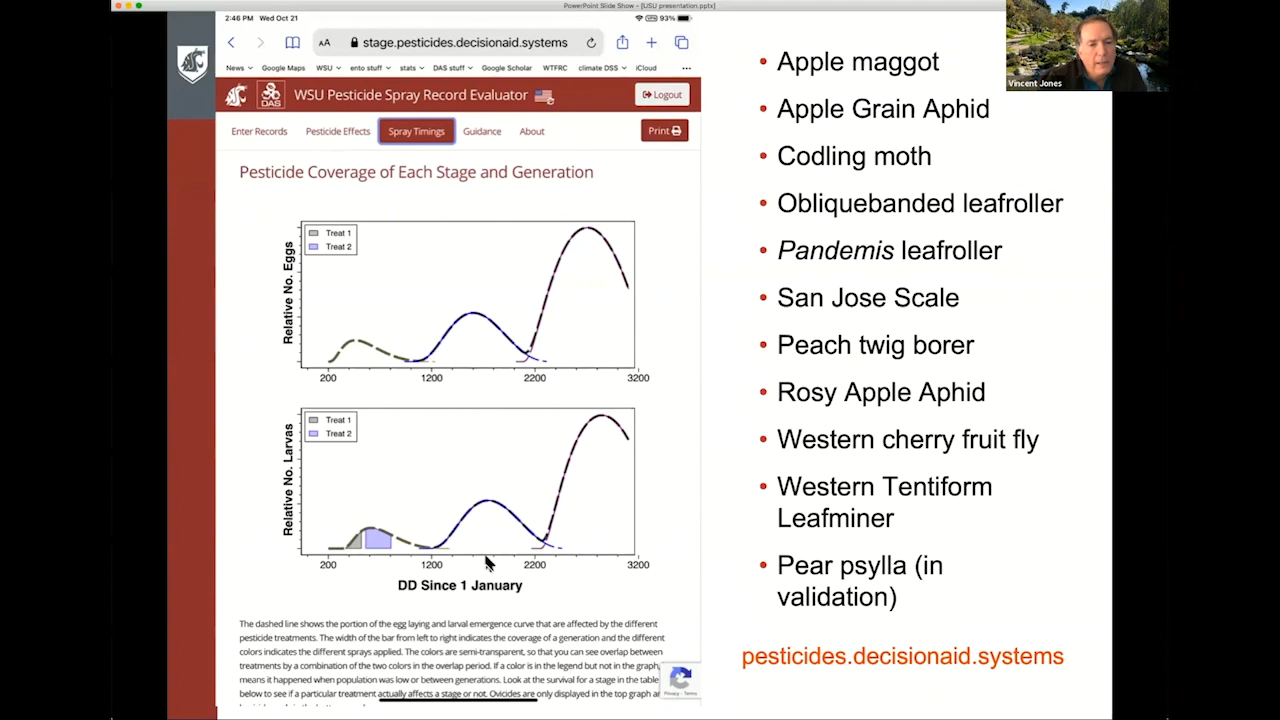 PowerPoint Slide Show – [USU presentation.pptx]
2:46 PM Wed Oct 21
VPN 93%
AA stage.pesticides.decisionaid.systems
News Google Maps WSU ento stuff stats DAS stuff Google Scholar WTFRC climate DSS iCloud •••
DAS WSU Pesticide Spray Record Evaluator Logout
Enter Records Pesticide Effects Spray Timings Guidance About Print
Pesticide Coverage of Each Stage and Generation
Treat 1
Treat 2
Relative No. Eggs
200 1200 2200 3200
Treat 1
Treat 2
Relative No. Larvas
200 1200 2200 3200
DD Since 1 January
The dashed line shows the portion of the egg laying and larval emergence curve that are affected by the different
pesticide treatments. The width of the bar from left to right indicates the coverage of a generation and the different
colors indicates the different sprays applied. The colors are semi-transparent, so that you can see overlap between
treatments by a combination of the two colors in the overlap period. If a color is in the legend but not in the graph,
means it happened when population was low or between generations. Look at the survival for a stage in the table
below to see if a particular treatment actually affects a stage or not. Ovicides are only displayed in the top graph
Privacy - Terms
• Apple maggot
• Apple Grain Aphid
• Codling moth
• Obliquebanded leafroller
• Pandemis leafroller
• San Jose Scale
• Peach twig borer
• Rosy Apple Aphid
• Western cherry fruit fly
• Western Tentiform
Leafminer
• Pear psylla (in
validation)
pesticides.decisionaid.systems
Vincent Jones